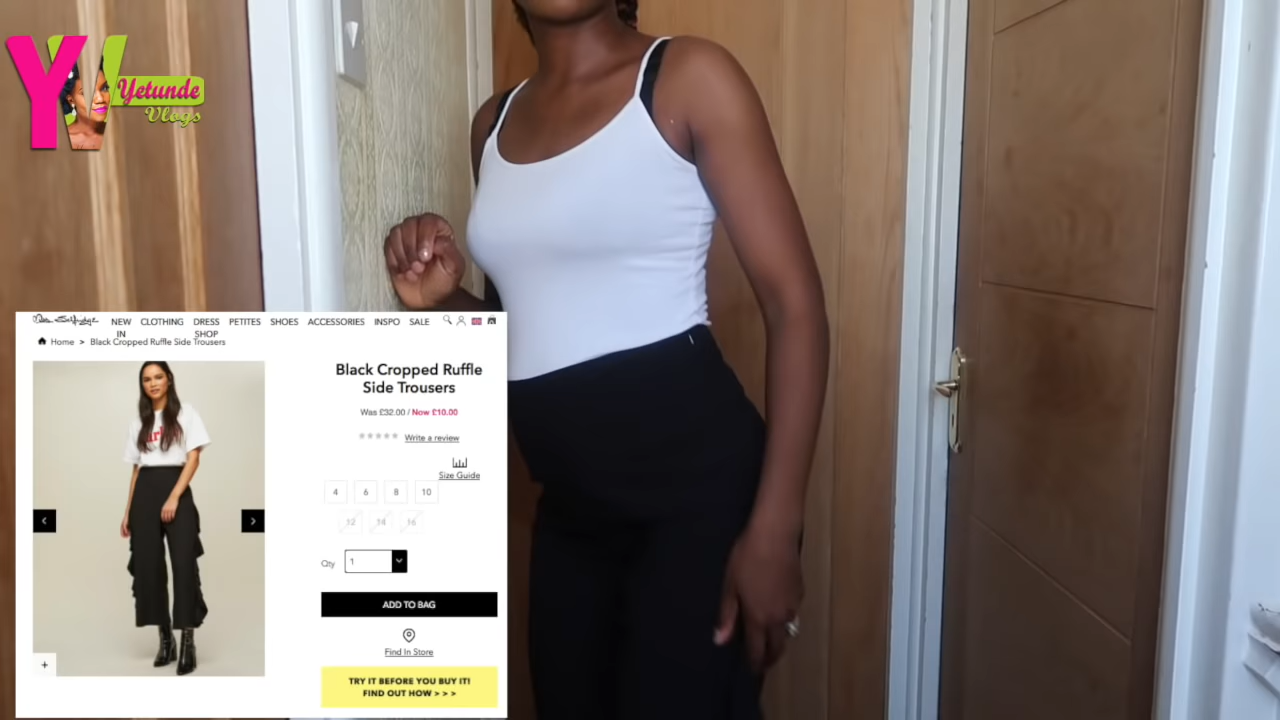 YV
Yetunde
Vlogs
Miss Selfridge
NEW IN
CLOTHING
DRESS SHOP
PETITES
SHOES
ACCESSORIES
INSPO
SALE
Home > Black Cropped Ruffle Side Trousers
Black Cropped Ruffle
Side Trousers
Was £32.00 / Now £10.00
Write a review
Size Guide
4 6 8 10
12 14 16
Qty 1
ADD TO BAG
Find In Store
TRY IT BEFORE YOU BUY IT!
FIND OUT HOW > > >
+